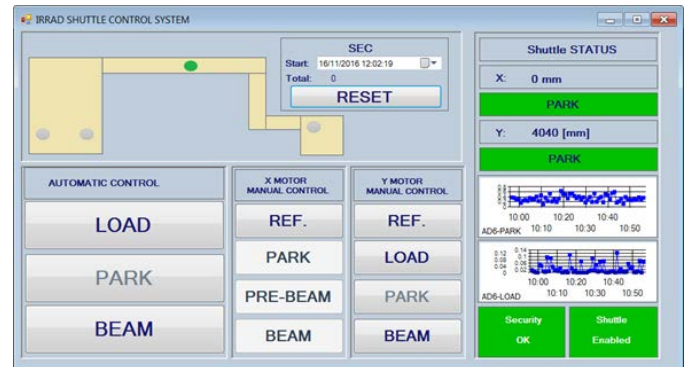 IRRAD SHUTTLE CONTROL SYSTEM
SEC
Start: 16/11/2016 12:02:19
Total: 0
RESET
Shuttle STATUS
X: 0 mm
PARK
Y: 4040 [mm]
PARK
AUTOMATIC CONTROL
LOAD
PARK
BEAM
X MOTOR
MANUAL CONTROL
REF.
PARK
PRE-BEAM
BEAM
Y MOTOR
MANUAL CONTROL
REF.
LOAD
PARK
BEAM
10:00 10:20 10:40
AD6-PARK 10:10 10:30 10:50
0.14
0.12
0.1
0.08
0.06
0.04
0.02
0
10:00 10:20 10:40
AD6-LOAD 10:10 10:30 10:50
Security
OK
Shuttle
Enabled